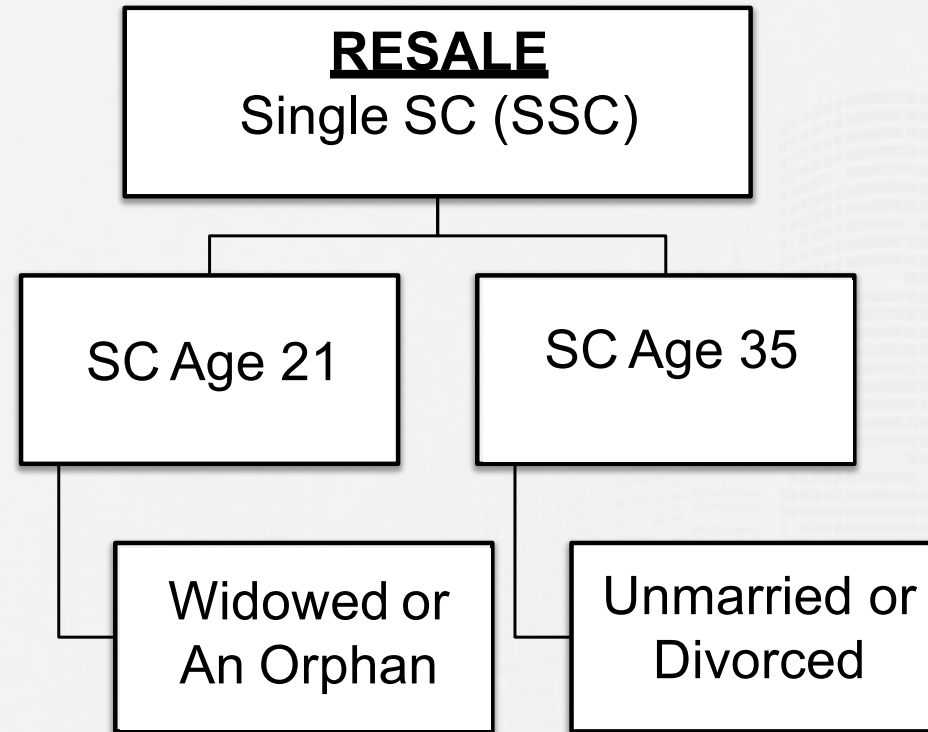 RESALE
Single SC (SSC)
SC Age 21
SC Age 35
Widowed or
An Orphan
Unmarried or
Divorced